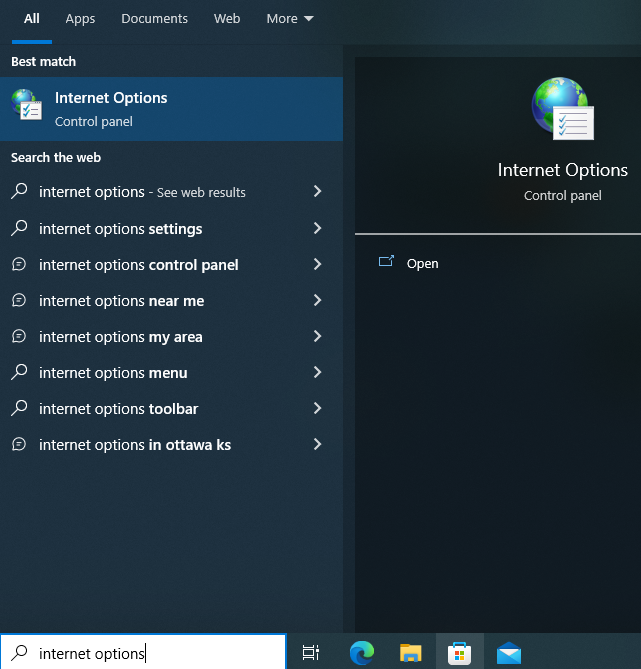 All Apps Documents Web More
Best match
Internet Options
Control panel
Search the web
internet options - See web results
internet options settings
internet options control panel
internet options near me
internet options my area
internet options menu
internet options toolbar
internet options in ottawa ks
Internet Options
Control panel
Open
internet options